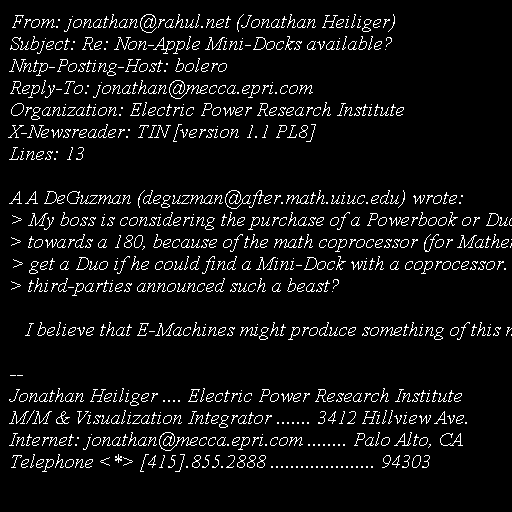 From: jonathan@rahul.net (Jonathan Heiliger)
Subject: Re: Non-Apple Mini-Docks available?
Nntp-Posting-Host: bolero
Reply-To: jonathan@mecca.epri.com
Organization: Electric Power Research Institute
X-Newsreader: TIN [version 1.1 PL8]
Lines: 13

A A DeGuzman (deguzman@after.math.uiuc.edu) wrote:
> My boss is considering the purchase of a Powerbook or Duo
> towards a 180, because of the math coprocessor (for
> get a Duo if he could find a Mini-Dock with a coprocessor.
> third-parties announced such a beast?

I believe that E-Machines might produce something of this

--
Jonathan Heiliger .... Electric Power Research Institute
M/M & Visualization Integrator ....... 3412 Hillview Ave.
Internet: jonathan@mecca.epri.com ........ Palo Alto, CA
Telephone <*> [415].855.2888 ..................... 94303